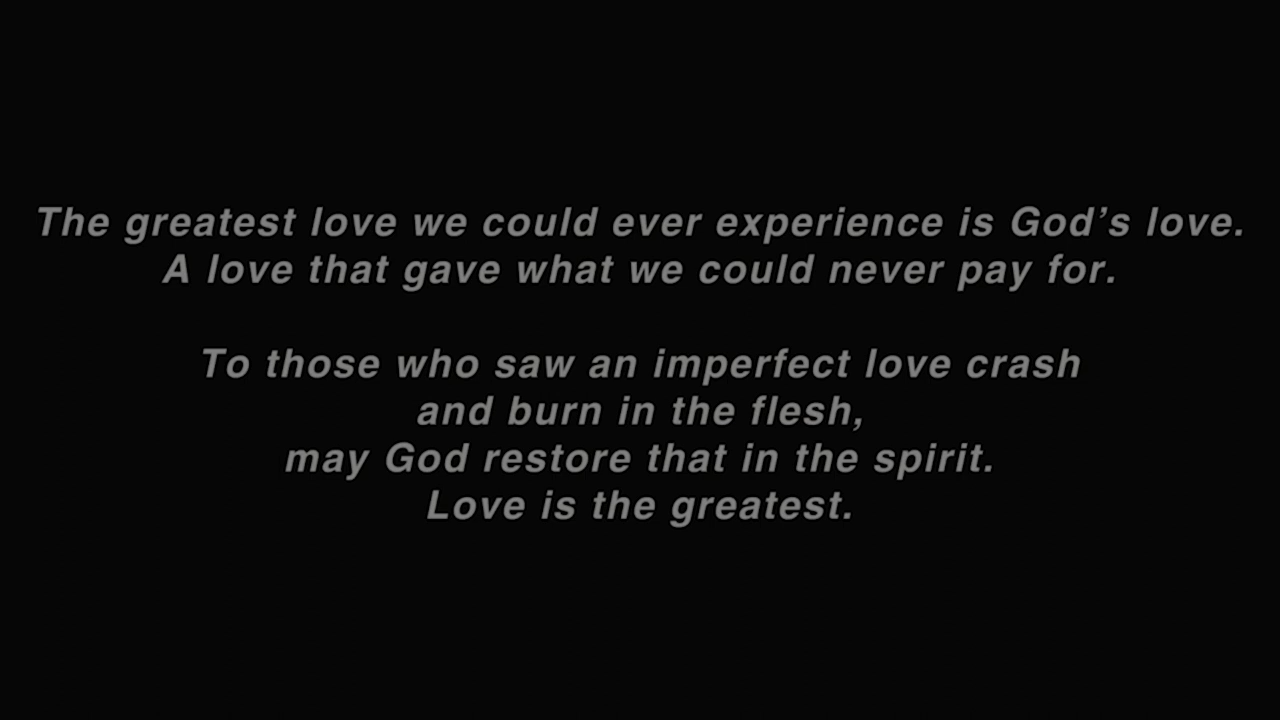 The greatest love we could ever experience is God’s love.
A love that gave what we could never pay for.
To those who saw an imperfect love crash
and burn in the flesh,
may God restore that in the spirit.
Love is the greatest.